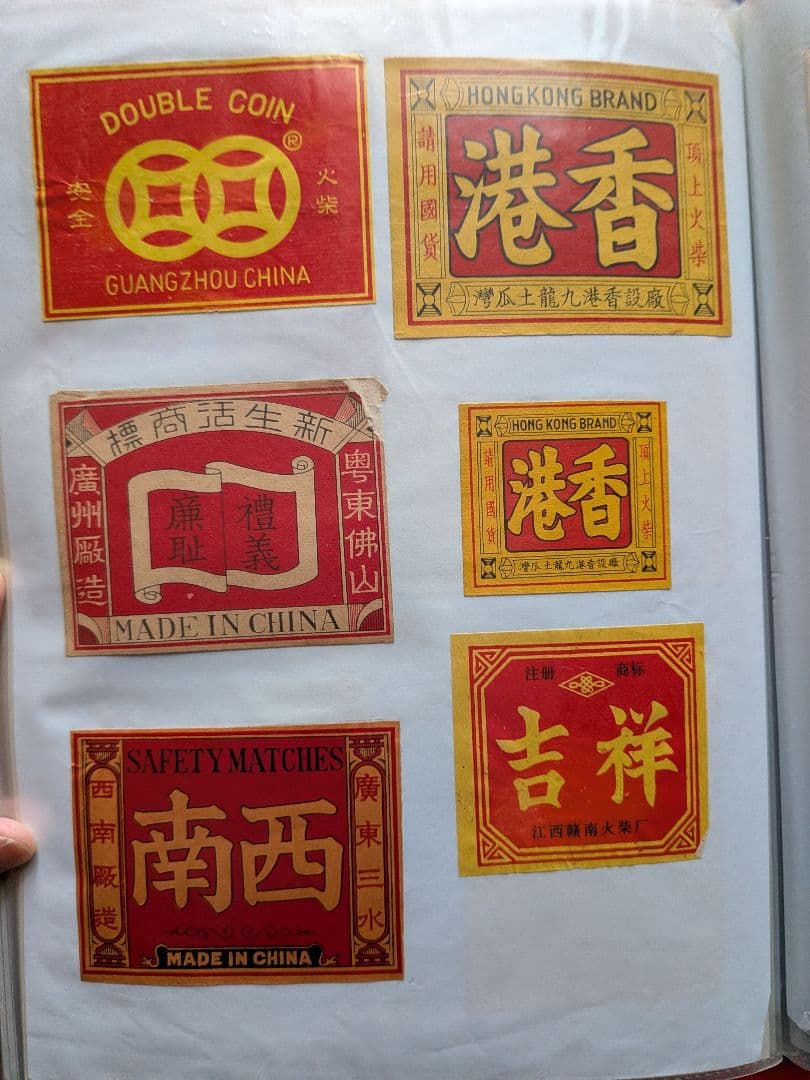 DOUBLE COIN
®
安全
火柴
GUANGZHOU CHINA
HONGKONG BRAND
頂上火柴
香港
請用國貨
廠設香港九龍土瓜灣
新生活商標
粤東佛山
禮義
廉耻
廣州廠造
MADE IN CHINA
HONG KONG BRAND
頂上火柴
香港
請用國貨
廠設香港九龍土瓜灣
SAFETY MATCHES
廣東三水
西南
西南廠造
MADE IN CHINA
注册 商标
吉祥
江西赣南火柴厂